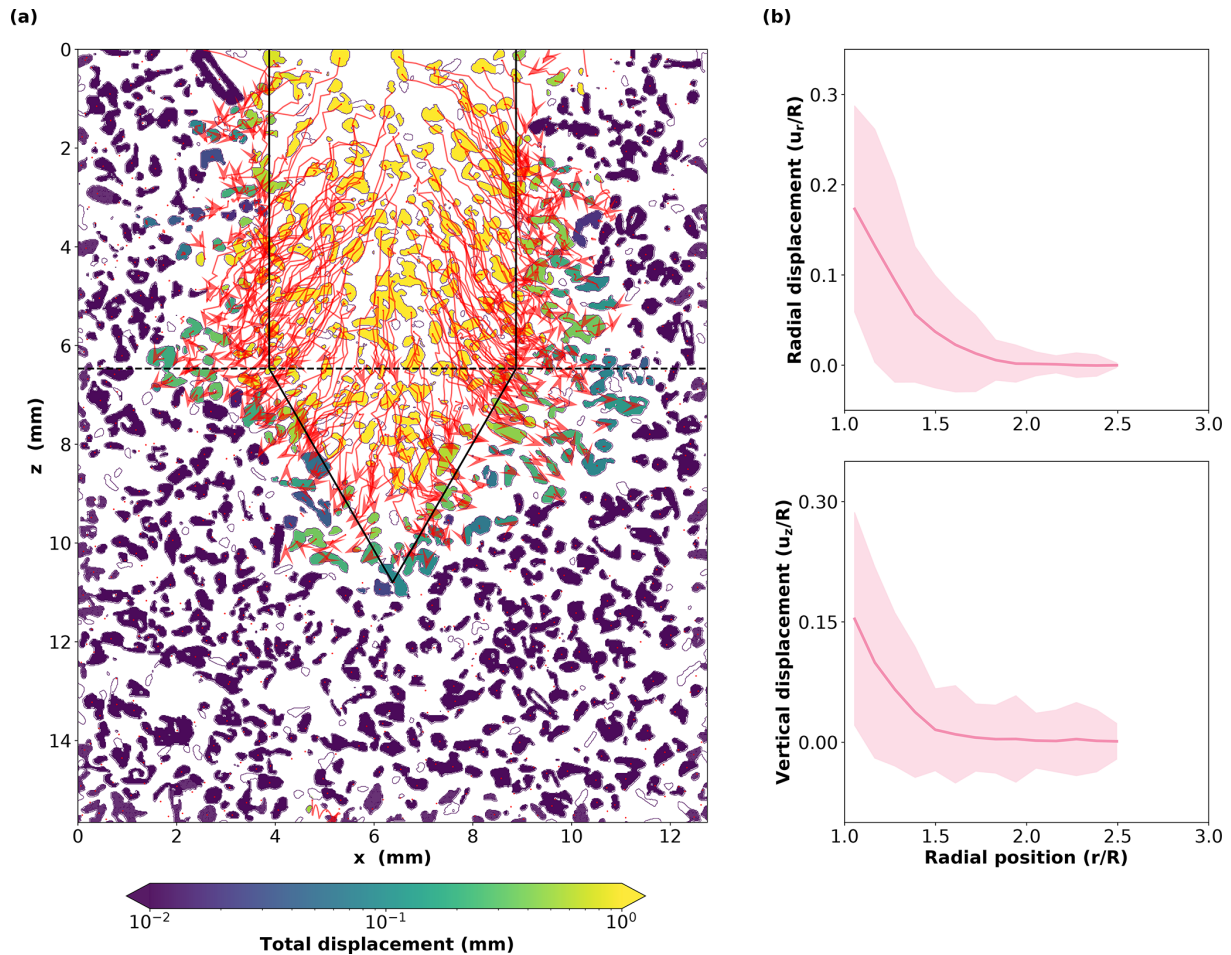 (a)
0
2
4
6
8
10
12
14
z (mm)
0 2 4 6 8 10 12
x (mm)
10⁻² 10⁻¹ 10⁰
Total displacement (mm)
(b)
0.3
0.2
0.1
0.0
Radial displacement (uᵣ/R)
1.0 1.5 2.0 2.5 3.0
0.30
0.15
0.00
Vertical displacement (u_z/R)
1.0 1.5 2.0 2.5 3.0
Radial position (r/R)